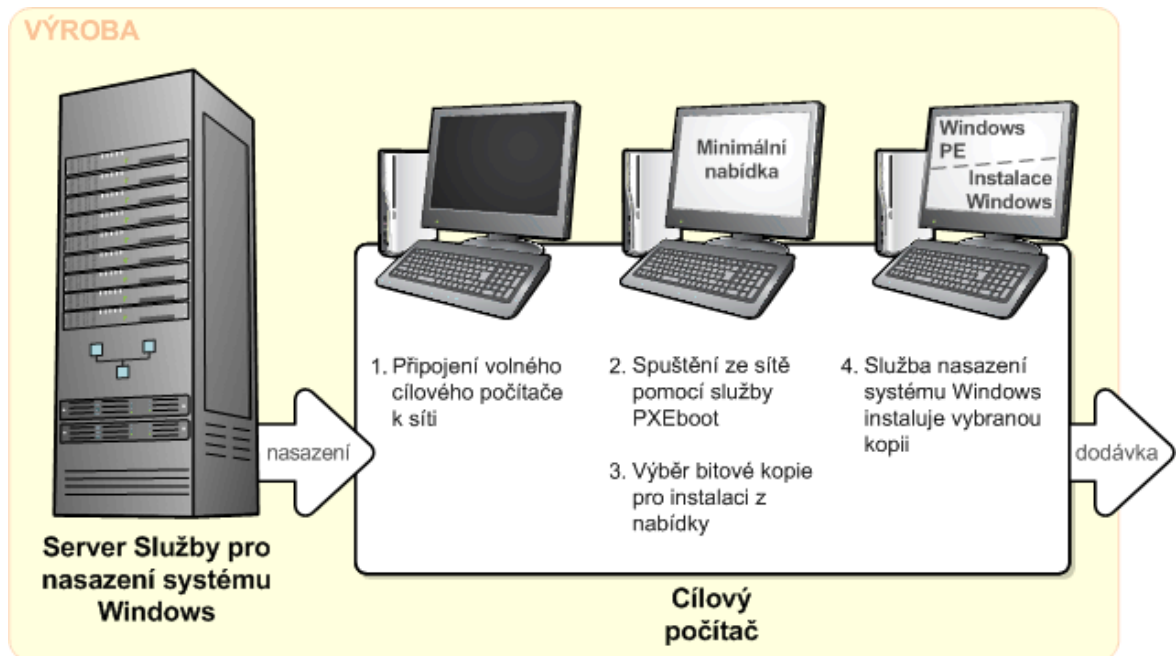 VÝROBA
Minimální
nabídka
Windows
PE
Instalace
Windows
1. Připojení volného
cílového počítače
k síti
2. Spuštění ze sítě
pomocí služby
PXEboot
3. Výběr bitové kopie
pro instalaci z
nabídky
4. Služba nasazení
systému Windows
instaluje vybranou
kopii
nasazení
dodávka
Server Služby pro
nasazení systému
Windows
Cílový
počítač